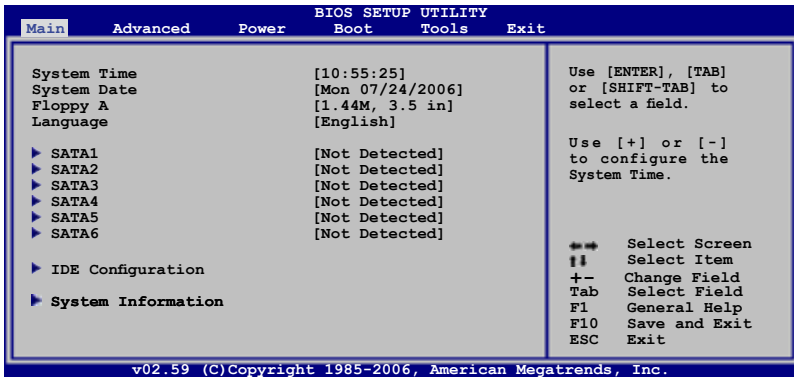 BIOS SETUP UTILITY
Main Advanced Power Boot Tools Exit
System Time [10:55:25]
System Date [Mon 07/24/2006]
Floppy A [1.44M, 3.5 in]
Language [English]
SATA1 [Not Detected]
SATA2 [Not Detected]
SATA3 [Not Detected]
SATA4 [Not Detected]
SATA5 [Not Detected]
SATA6 [Not Detected]
IDE Configuration
System Information
Use [ENTER], [TAB]
or [SHIFT-TAB] to
select a field.
Use [+] or [-]
to configure the
System Time.
Select Screen
Select Item
+- Change Field
Tab Select Field
F1 General Help
F10 Save and Exit
ESC Exit
v02.59 (C)Copyright 1985-2006, American Megatrends, Inc.